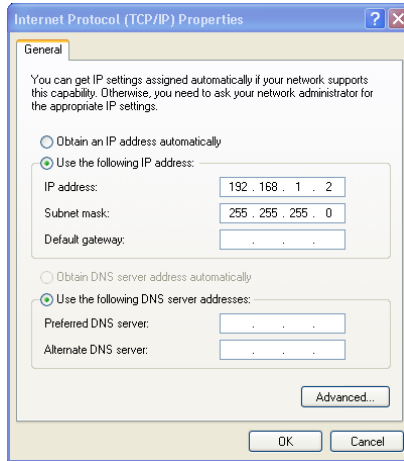 Internet Protocol (TCP/IP) Properties
General
You can get IP settings assigned automatically if your network supports
this capability. Otherwise, you need to ask your network administrator for
the appropriate IP settings.
Obtain an IP address automatically
Use the following IP address:
IP address: 192 . 168 . 1 . 2
Subnet mask: 255 . 255 . 255 . 0
Default gateway: . . .
Obtain DNS server address automatically
Use the following DNS server addresses:
Preferred DNS server: . . .
Alternate DNS server: . . .
Advanced...
OK Cancel